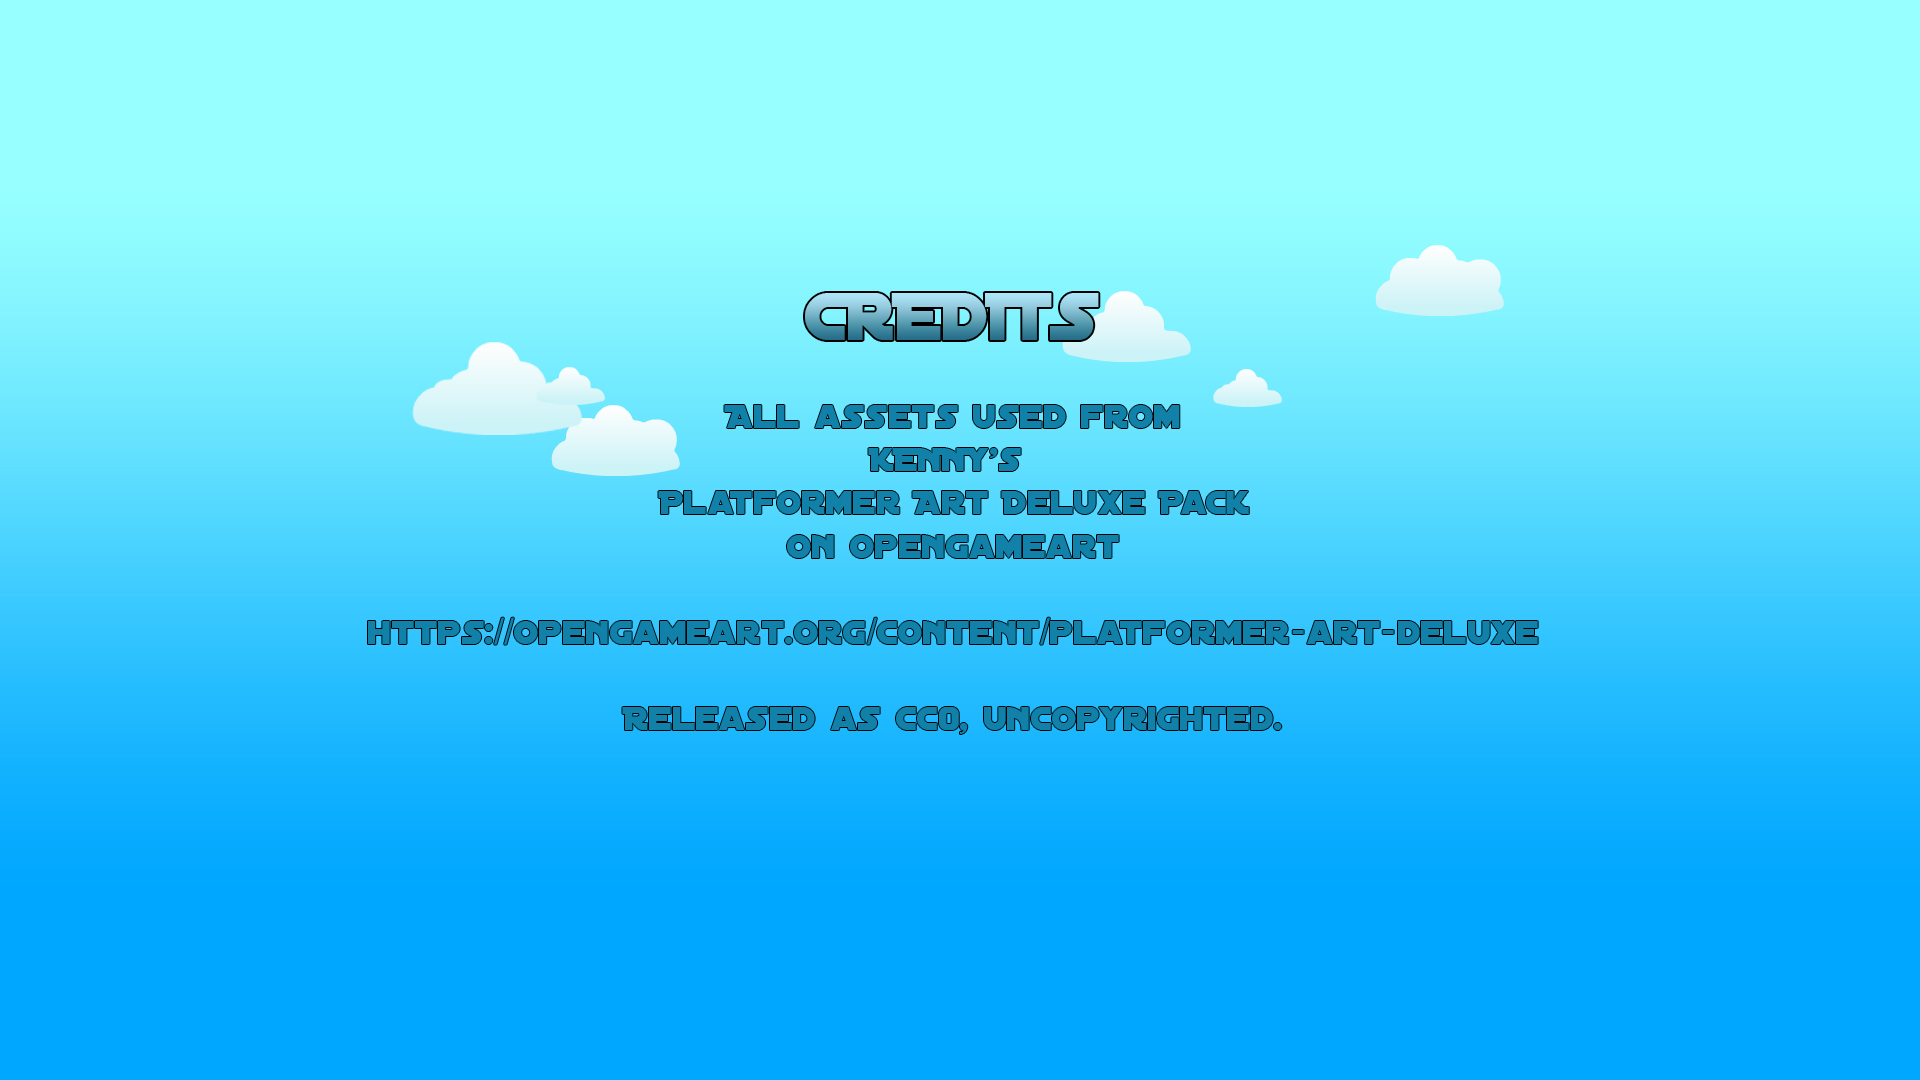 Credits
All assets used from
Kenny's
Platformer Art Deluxe Pack
on opengameart
https://opengameart.org/content/platformer-art-deluxe
Released as CC0, uncopyrighted.